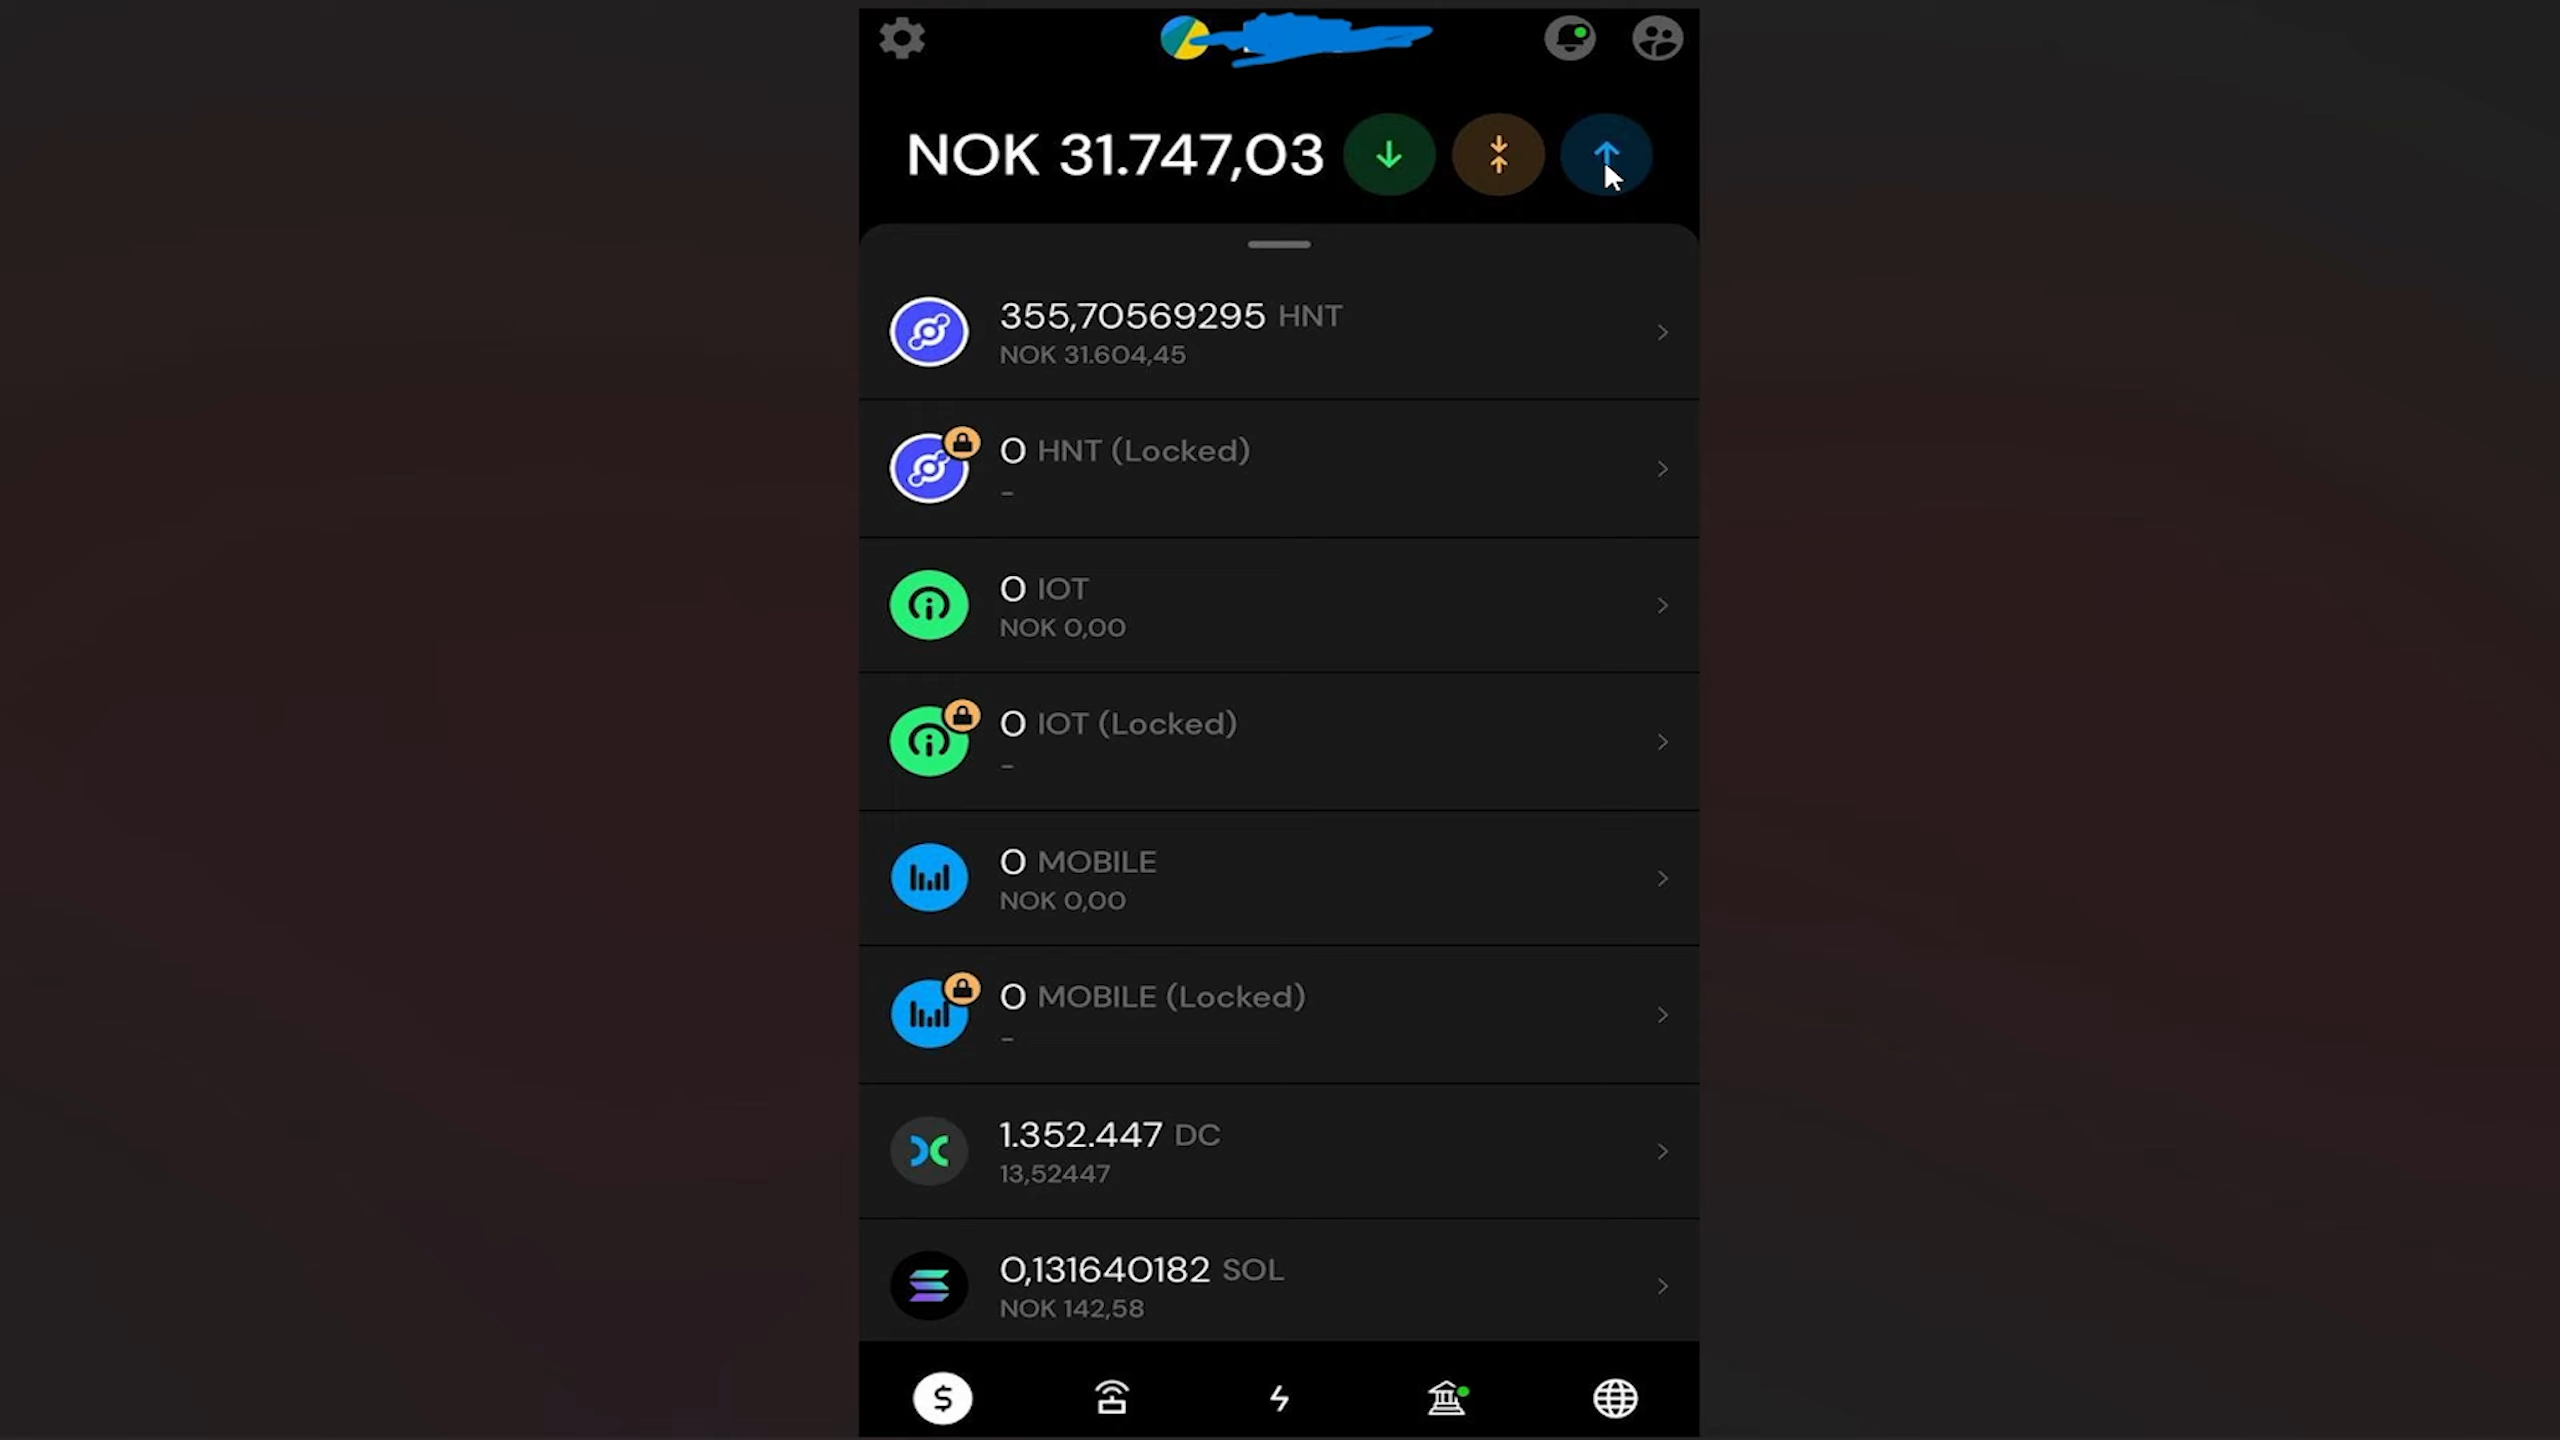 NOK 31.747,03
355,70569295 HNT
NOK 31.604,45
0 HNT (Locked)
-
0 IOT
NOK 0,00
0 IOT (Locked)
-
0 MOBILE
NOK 0,00
0 MOBILE (Locked)
-
1.352.447 DC
13,52447
0,131640182 SOL
NOK 142,58